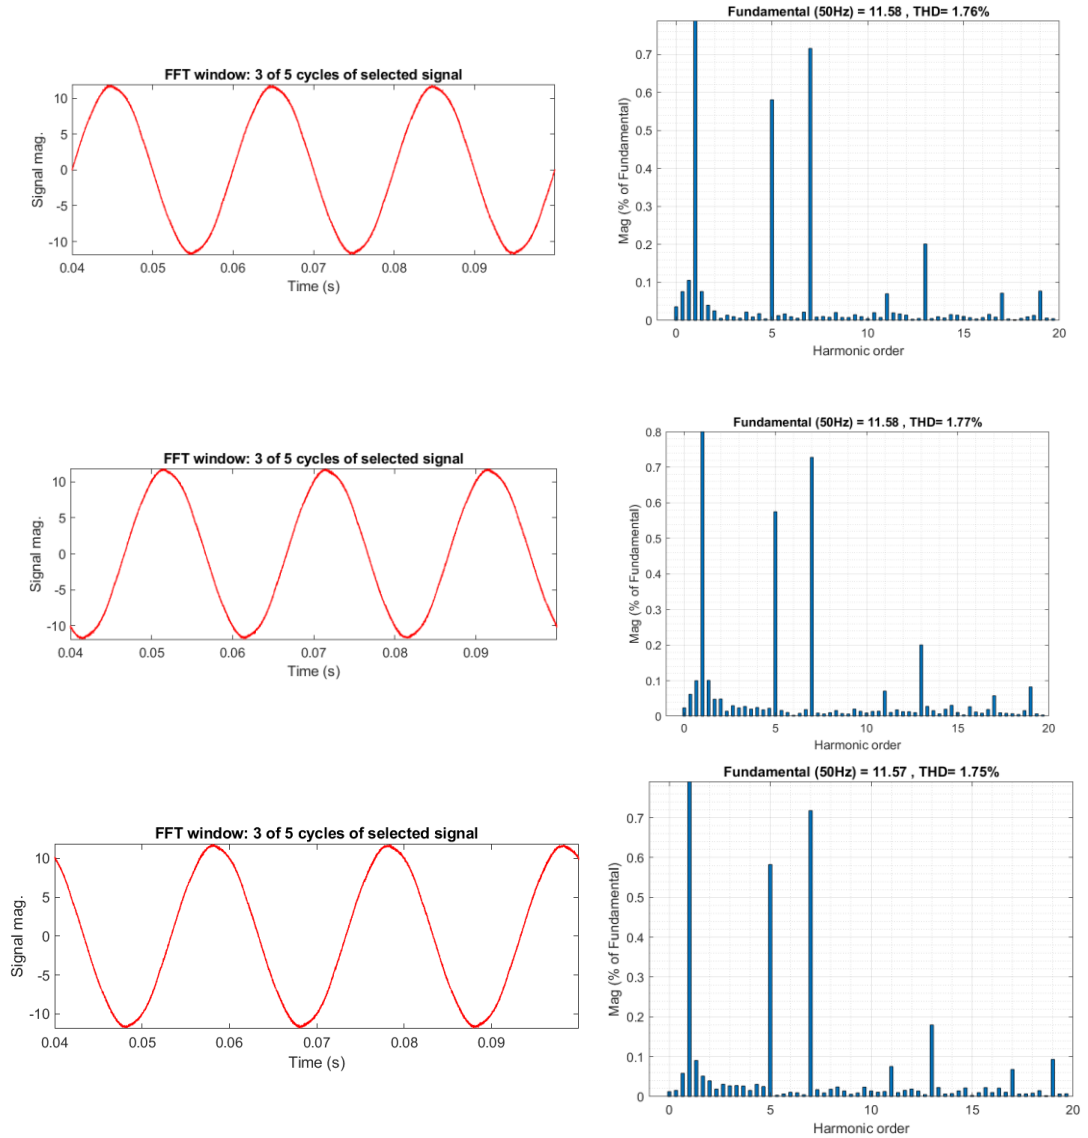 Fundamental (50Hz) = 11.58 , THD= 1.76%
FFT window: 3 of 5 cycles of selected signal
Signal mag.
10
5
0
-5
-10
0.04 0.05 0.06 0.07 0.08 0.09
Time (s)
Mag (% of Fundamental)
0.7
0.6
0.5
0.4
0.3
0.2
0.1
0
0 5 10 15 20
Harmonic order
FFT window: 3 of 5 cycles of selected signal
Signal mag.
10
5
0
-5
-10
0.04 0.05 0.06 0.07 0.08 0.09
Time (s)
Fundamental (50Hz) = 11.58 , THD= 1.77%
Mag (% of Fundamental)
0.8
0.7
0.6
0.5
0.4
0.3
0.2
0.1
0
0 5 10 15 20
Harmonic order
FFT window: 3 of 5 cycles of selected signal
Signal mag.
10
5
0
-5
-10
0.04 0.05 0.06 0.07 0.08 0.09
Time (s)
Fundamental (50Hz) = 11.57 , THD= 1.75%
Mag (% of Fundamental)
0.7
0.6
0.5
0.4
0.3
0.2
0.1
0
0 5 10 15 20
Harmonic order